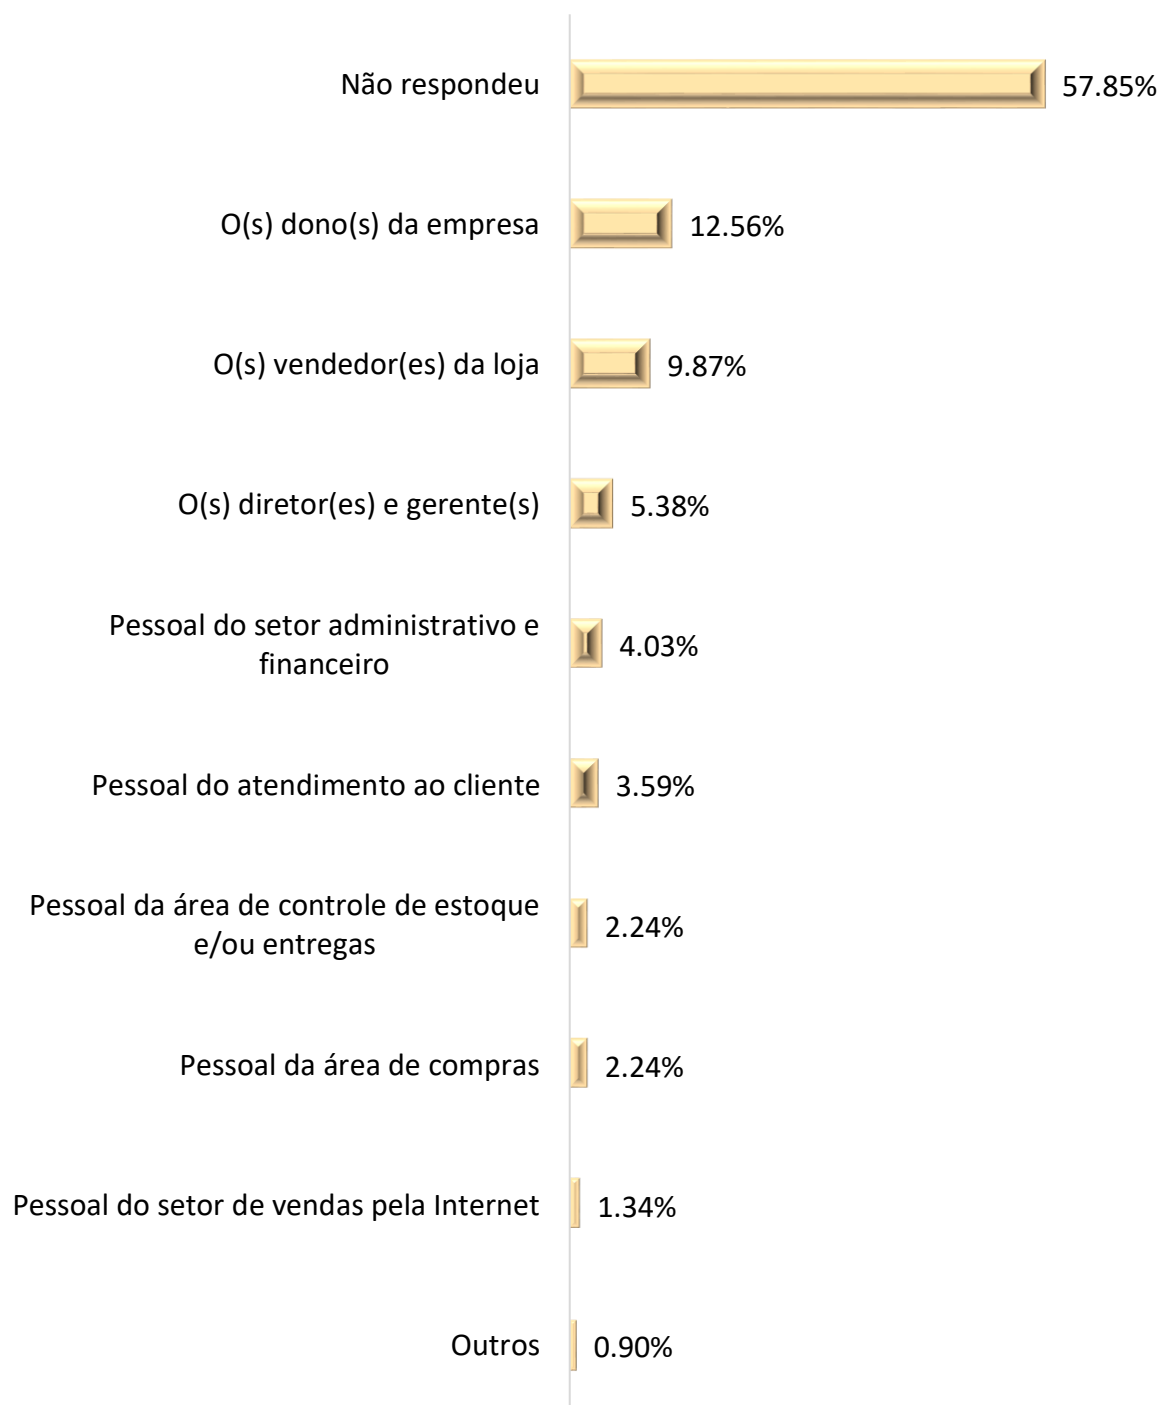 Não respondeu
57.85%
O(s) dono(s) da empresa
12.56%
O(s) vendedor(es) da loja
9.87%
O(s) diretor(es) e gerente(s)
5.38%
Pessoal do setor administrativo e
financeiro
4.03%
Pessoal do atendimento ao cliente
3.59%
Pessoal da área de controle de estoque
e/ou entregas
2.24%
Pessoal da área de compras
2.24%
Pessoal do setor de vendas pela Internet
1.34%
Outros
0.90%